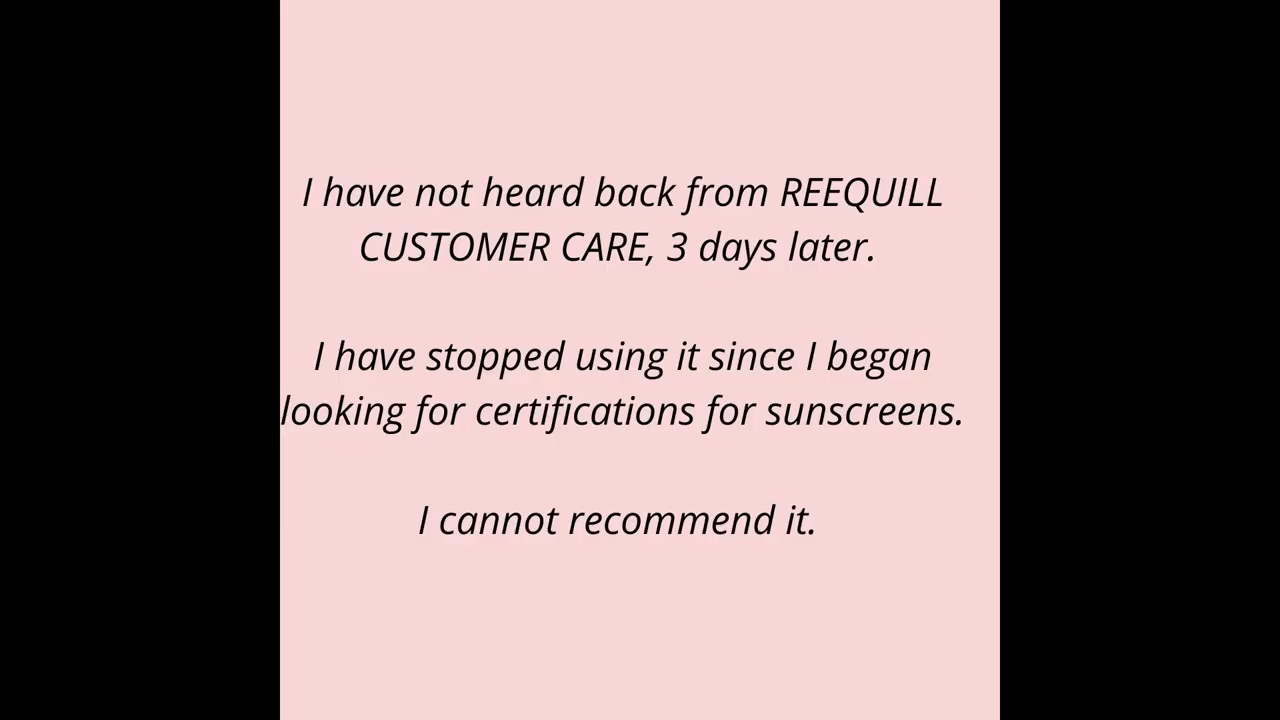 I have not heard back from REEQUILL
CUSTOMER CARE, 3 days later.
I have stopped using it since I began
looking for certifications for sunscreens.
I cannot recommend it.